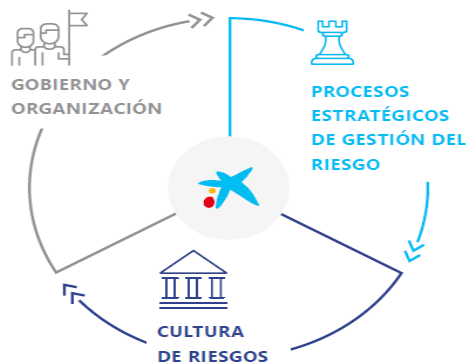 GOBIERNO Y
ORGANIZACIÓN
PROCESOS
ESTRATÉGICOS
DE GESTIÓN DEL
RIESGO
CULTURA
DE RIESGOS